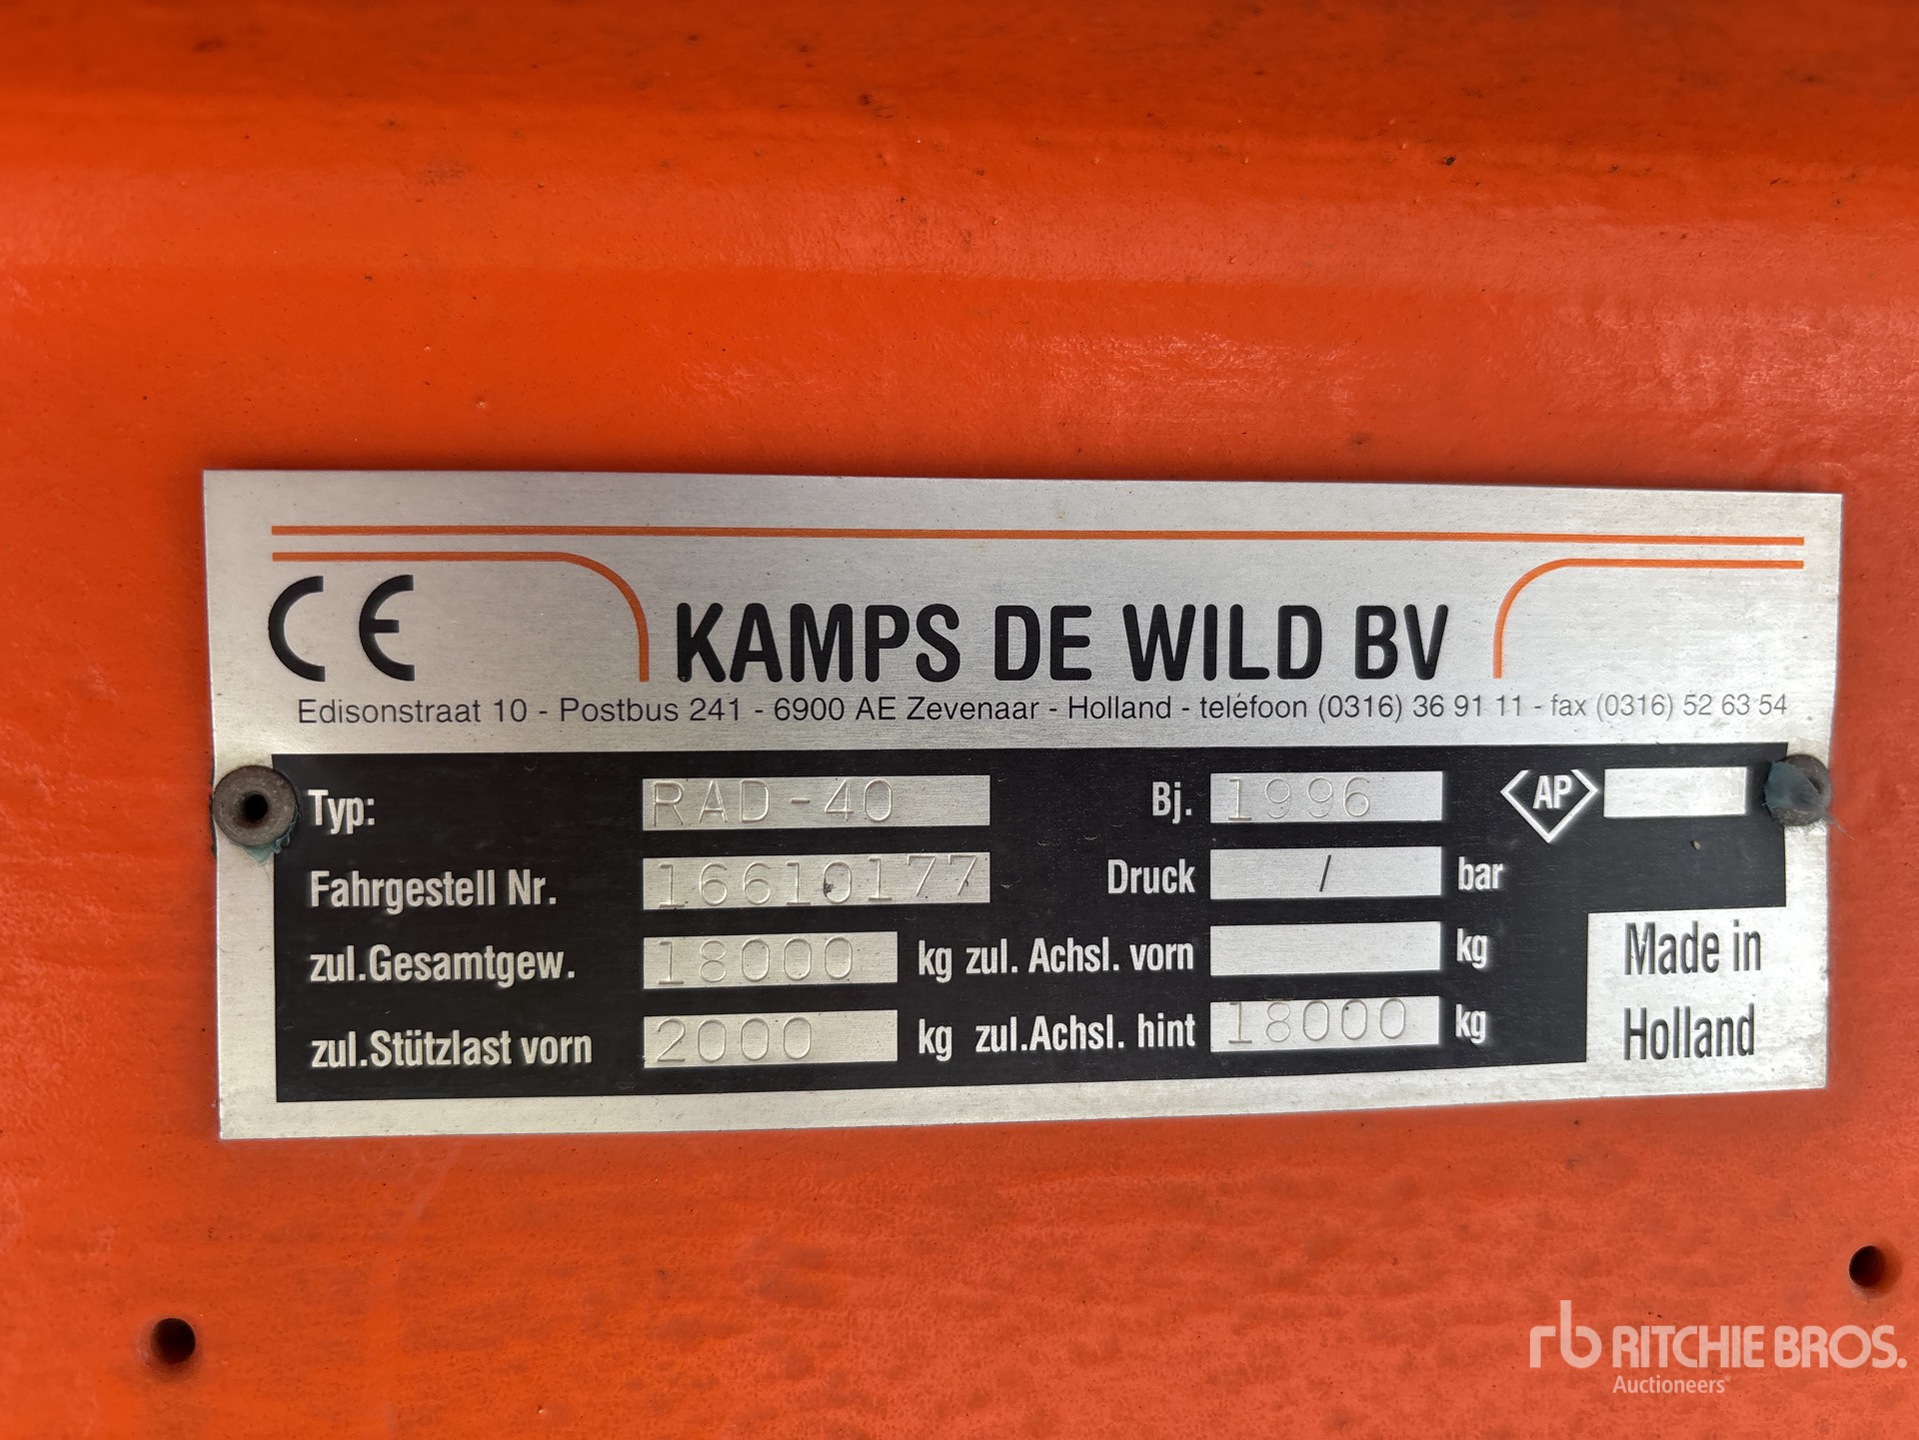 CE
KAMPS DE WILD BV
Edisonstraat 10 - Postbus 241 - 6900 AE Zevenaar - Holland - teléfoon (0316) 36 91 11 - fax (0316) 52 63 54
Typ: RAD-40 Bj. 1996 AP
Fahrgestell Nr. 16610177 Druck / bar
zul.Gesamtgew. 18000 kg zul. Achsl. vorn kg
zul.Stützlast vorn 2000 kg zul.Achsl. hint 18000 kg
Made in
Holland
rb RITCHIE BROS.
Auctioneers